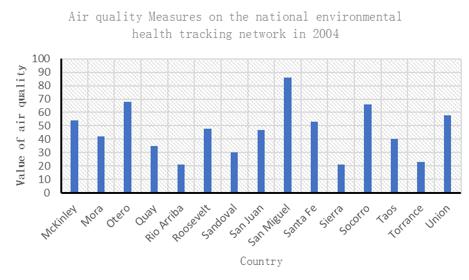 Air quality Measures on the national environmental
health tracking network in 2004
Value of air quality
100
90
80
70
60
50
40
30
20
10
0
McKinley
Mora
Otero
Quay
Rio Arriba
Roosevelt
Sandoval
San Juan
San Miguel
Santa Fe
Sierra
Socorro
Taos
Torrance
Union
Country